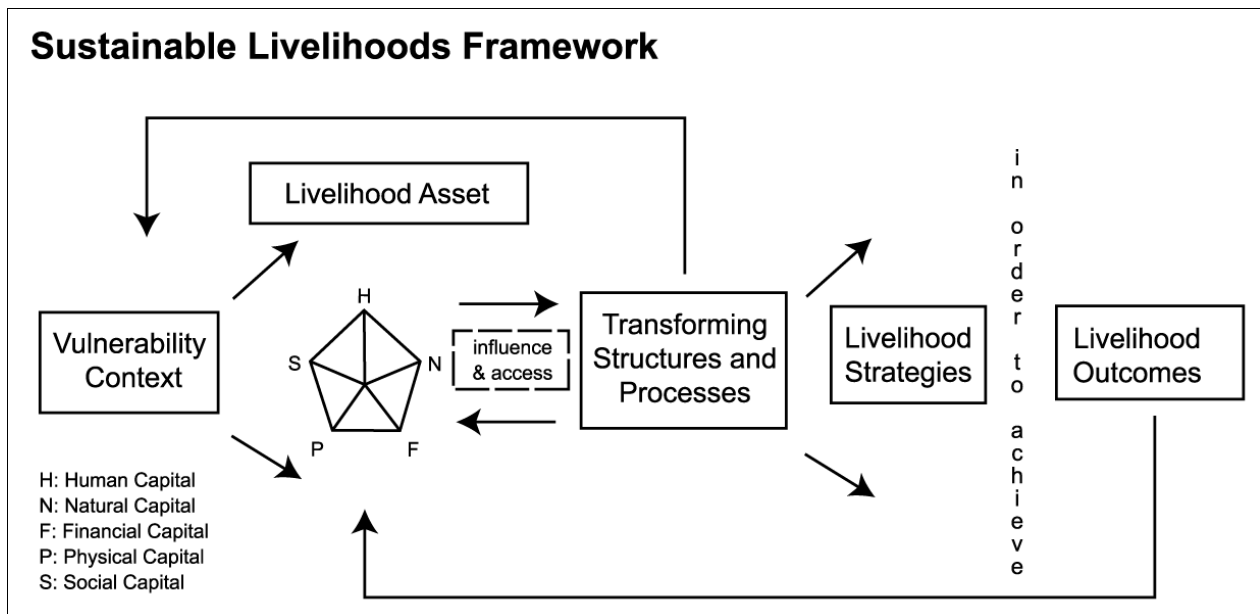 Sustainable Livelihoods Framework
Livelihood Asset
Vulnerability
Context
H
S
N
P
F
influence
& access
Transforming
Structures and
Processes
Livelihood
Strategies
in order to achieve
Livelihood
Outcomes
H: Human Capital
N: Natural Capital
F: Financial Capital
P: Physical Capital
S: Social Capital